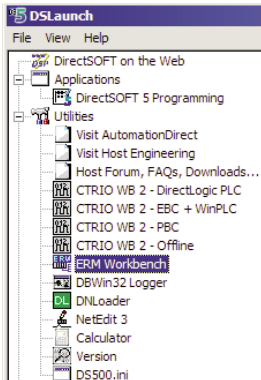 DSLaunch
File View Help
DirectSOFT on the Web
Applications
DirectSOFT 5 Programming
Utilities
Visit AutomationDirect
Visit Host Engineering
Host Forum, FAQs, Downloads...
CTRIO WB 2 - DirectLogic PLC
CTRIO WB 2 - EBC + WinPLC
CTRIO WB 2 - PBC
CTRIO WB 2 - Offline
ERM Workbench
DBWin32 Logger
DL DNLoader
NetEdit 3
Calculator
Version
DS500.ini